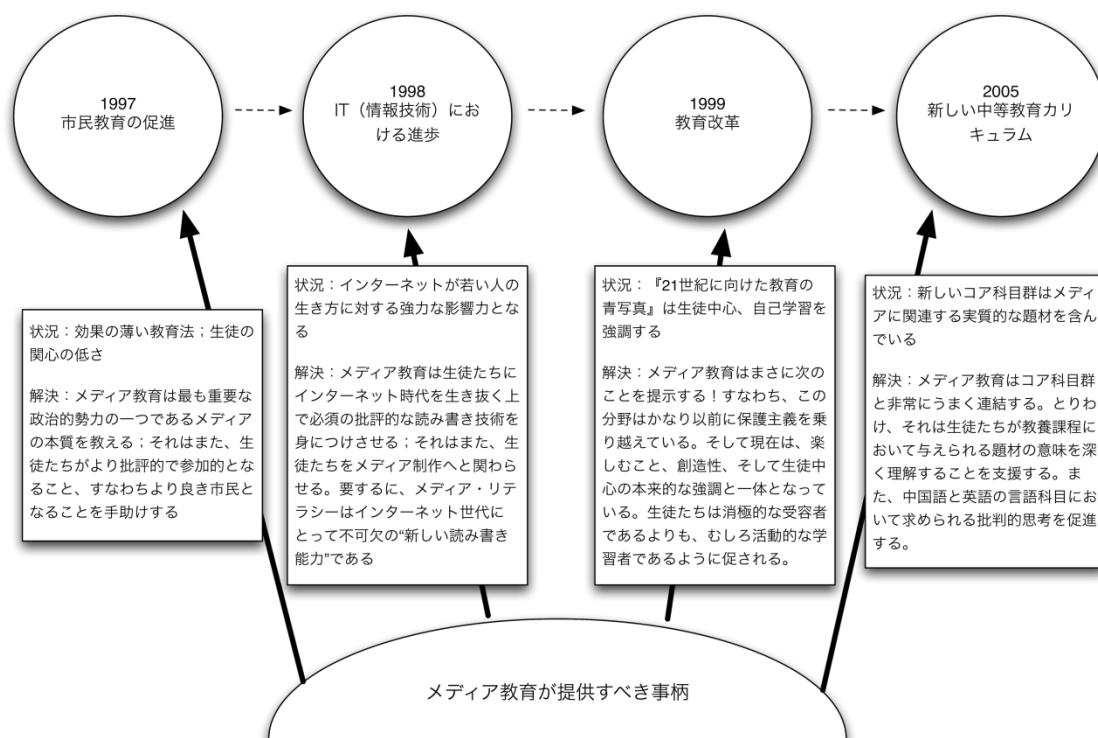 1997
市民教育の促進
1998
IT（情報技術）にお
ける進歩
1999
教育改革
2005
新しい中等教育カリ
キュラム
状況：効果の薄い教育法；生徒の
関心の低さ
解決：メディア教育は最も重要な
政治的勢力の一つであるメディア
の本質を教える；それはまた、生
徒たちがより批評的で参加的とな
ること、すなわちより良き市民と
なることを手助けする
状況：インターネットが若い人の
生き方に対する強力な影響力とな
る
解決：メディア教育は生徒たちに
インターネット時代を生き抜く上
で必須の批評的な読み書き技術を
身につけさせる；それはまた、生
徒たちをメディア制作へと関わら
せる。要するに、メディア・リテ
ラシーはインターネット世代に
とって不可欠の“新しい読み書き
能力”である
状況：『21世紀に向けた教育の
青写真』は生徒中心、自己学習を
強調する
解決：メディア教育はまさに次の
ことを提示する！すなわち、この
分野はかなり以前に保護主義を乗
り越えている。そして現在は、楽
しむこと、創造性、そして生徒中
心の本来的な強調と一体となって
いる。生徒たちは消極的な受容者
であるよりも、むしろ活動的な学
習者であるように促される。
状況：新しいコア科目群はメディ
アに関連する実質的な題材を含ん
でいる
解決：メディア教育はコア科目群
と非常にうまく連結する。とりわ
け、それは生徒たちが教養課程に
おいて与えられる題材の意味を深
く理解することを支援する。ま
た、中国語と英語の言語科目にお
いて求められる批判的思考を促進
する。
メディア教育が提供すべき事柄